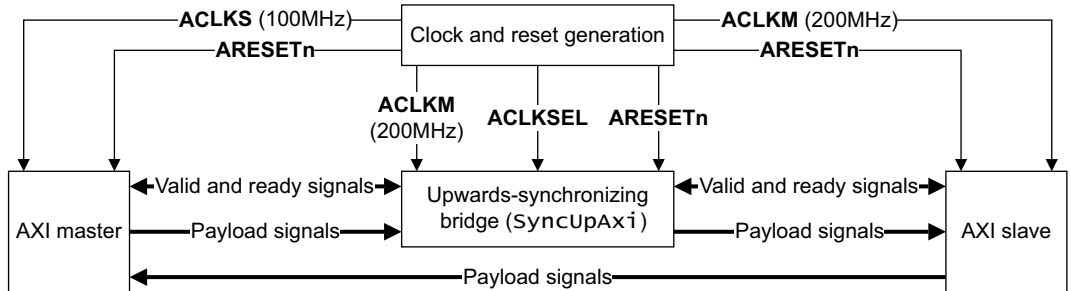 ACLKS (100MHz)
Clock and reset generation
ACLKM (200MHz)
ARESETn
ARESETn
ACLKM
(200MHz)
ACLKSEL
ARESETn
AXI master
Valid and ready signals
Payload signals
Upwards-synchronizing
bridge (SyncUpAxi)
Valid and ready signals
Payload signals
AXI slave
Payload signals